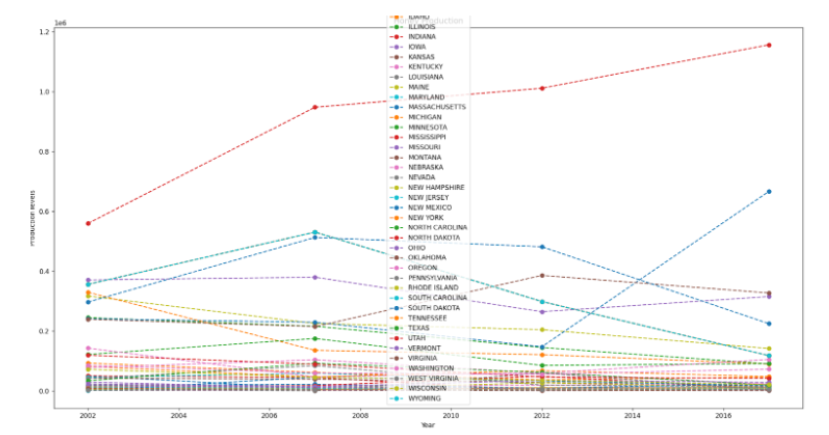 1e6
IDAHO
ILLINOIS
INDIANA
IOWA
KANSAS
KENTUCKY
LOUISIANA
MAINE
MARYLAND
MASSACHUSETTS
MICHIGAN
MINNESOTA
MISSISSIPPI
MISSOURI
MONTANA
NEBRASKA
NEVADA
NEW HAMPSHIRE
NEW JERSEY
NEW MEXICO
NEW YORK
NORTH CAROLINA
NORTH DAKOTA
OHIO
OKLAHOMA
OREGON
PENNSYLVANIA
RHODE ISLAND
SOUTH CAROLINA
SOUTH DAKOTA
TENNESSEE
TEXAS
UTAH
VERMONT
VIRGINIA
WASHINGTON
WEST VIRGINIA
WISCONSIN
WYOMING
1.2
1.0
0.8
0.6
0.4
0.2
0.0
Production levels
2002 2004 2006 2008 2010 2012 2014 2016
Year